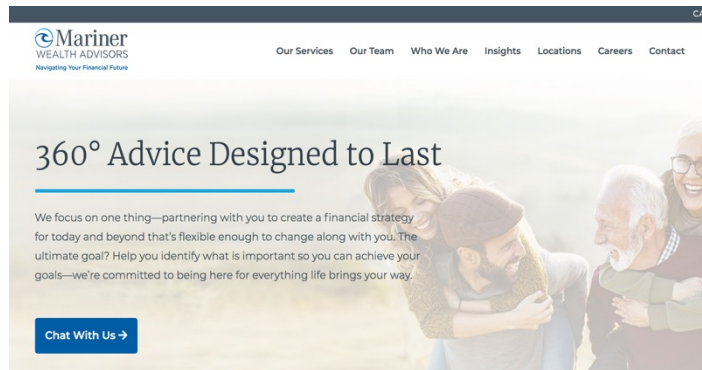 CA
Mariner
WEALTH ADVISORS
Navigating Your Financial Future
Our Services Our Team Who We Are Insights Locations Careers Contact
360° Advice Designed to Last
We focus on one thing—partnering with you to create a financial strategy
for today and beyond that's flexible enough to change along with you. The
ultimate goal? Help you identify what is important so you can achieve your
goals—we're committed to being here for everything life brings your way.
Chat With Us →